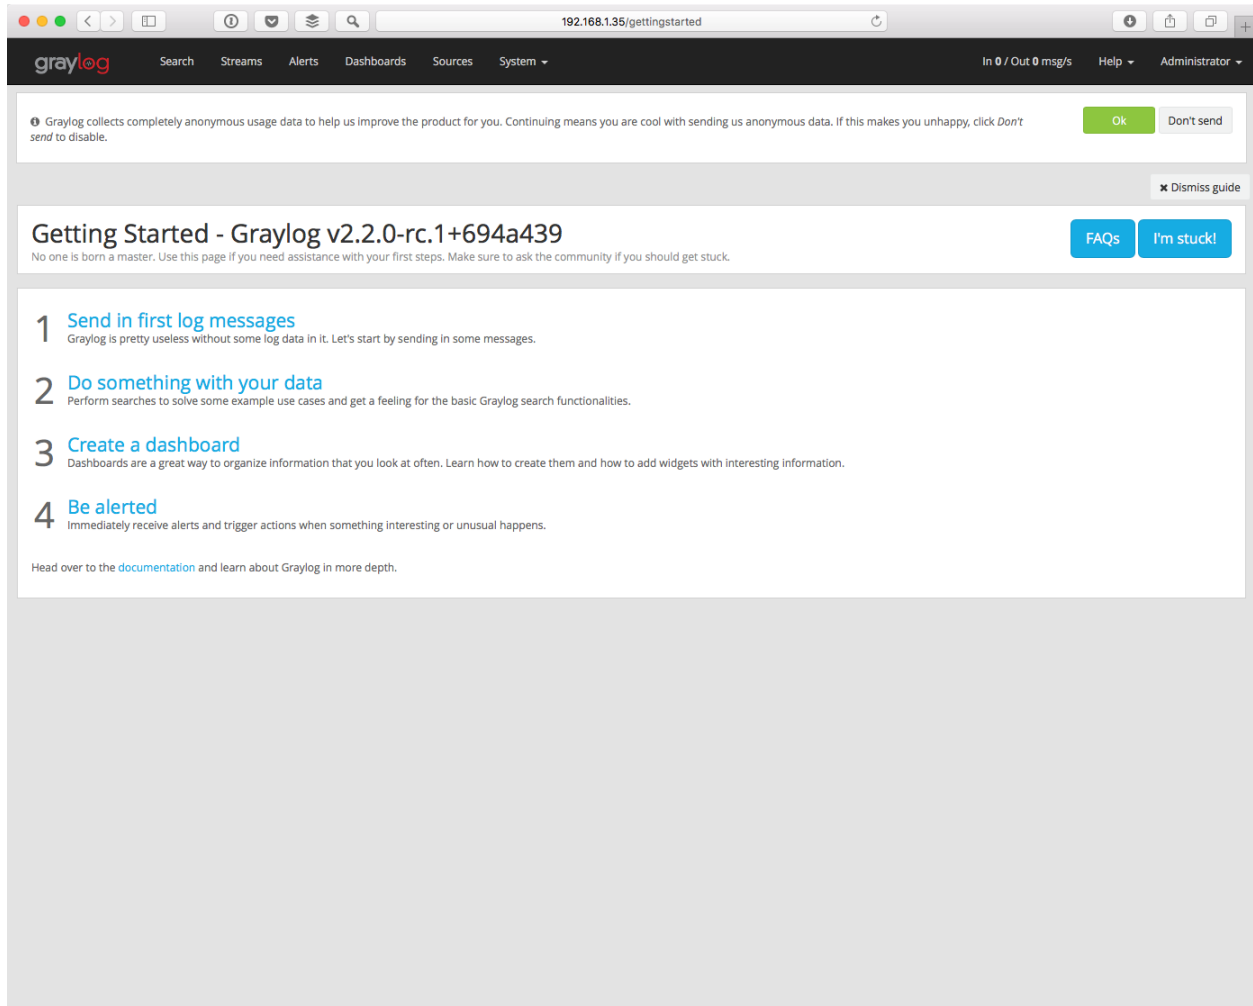 192.168.1.35/gettingstarted
graylog Search Streams Alerts Dashboards Sources System In 0 / Out 0 msg/s Help Administrator
Graylog collects completely anonymous usage data to help us improve the product for you. Continuing means you are cool with sending us anonymous data. If this makes you unhappy, click Don't
send to disable.
Ok Don't send
Dismiss guide
Getting Started - Graylog v2.2.0-rc.1+694a439
No one is born a master. Use this page if you need assistance with your first steps. Make sure to ask the community if you should get stuck.
FAQs I'm stuck!
1 Send in first log messages
Graylog is pretty useless without some log data in it. Let's start by sending in some messages.
2 Do something with your data
Perform searches to solve some example use cases and get a feeling for the basic Graylog search functionalities.
3 Create a dashboard
Dashboards are a great way to organize information that you look at often. Learn how to create them and how to add widgets with interesting information.
4 Be alerted
Immediately receive alerts and trigger actions when something interesting or unusual happens.
Head over to the documentation and learn about Graylog in more depth.